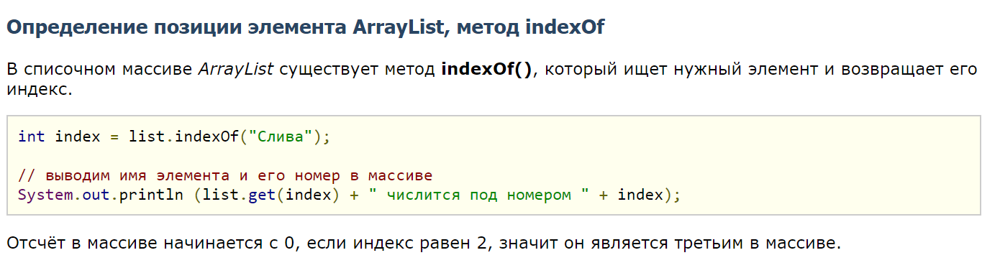 Определение позиции элемента ArrayList, метод indexOf
В списочном массиве ArrayList существует метод indexOf(), который ищет нужный элемент и возвращает его
индекс.
int index = list.indexOf("Слива");
// выводим имя элемента и его номер в массиве
System.out.println (list.get(index) + " числится под номером " + index);
Отсчёт в массиве начинается с 0, если индекс равен 2, значит он является третьим в массиве.